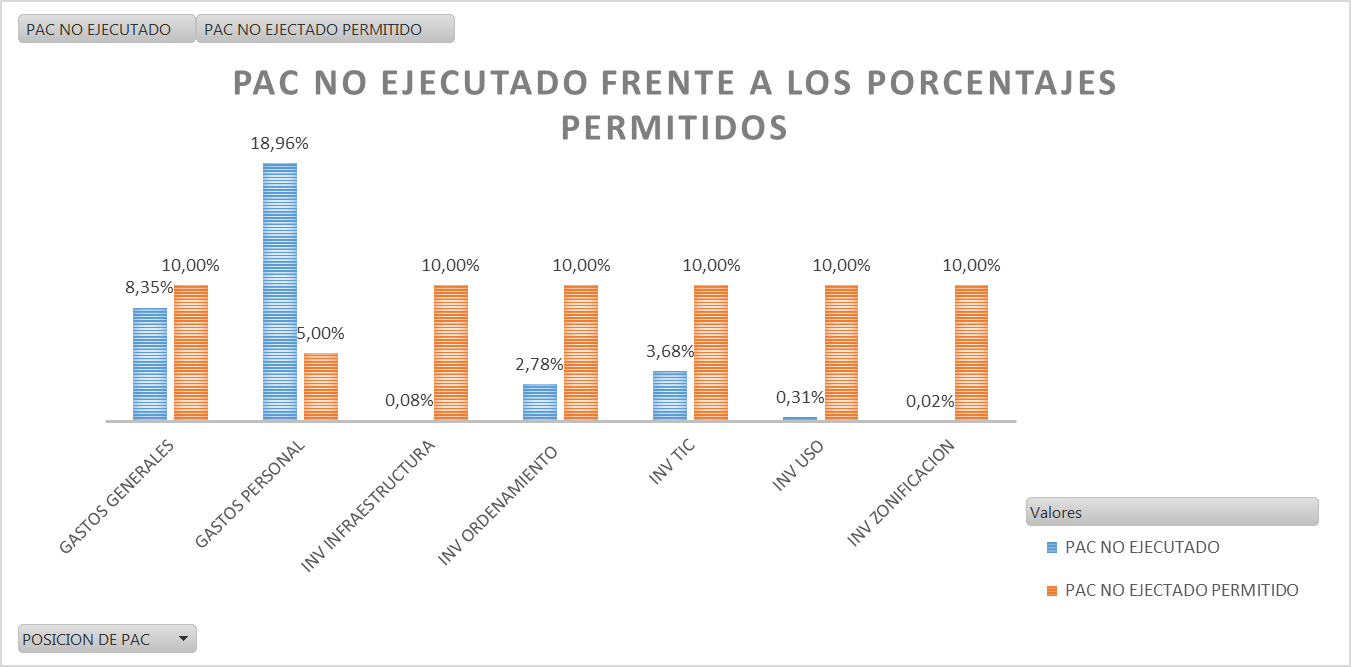 PAC NO EJECUTADO
PAC NO EJECTADO PERMITIDO
PAC NO EJECUTADO FRENTE A LOS PORCENTAJES
PERMITIDOS
8,35%
10,00%
18,96%
5,00%
0,08%
10,00%
2,78%
10,00%
3,68%
10,00%
0,31%
10,00%
0,02%
10,00%
GASTOS GENERALES
GASTOS PERSONAL
INV INFRAESTRUCTURA
INV ORDENAMIENTO
INV TIC
INV USO
INV ZONIFICACION
Valores
PAC NO EJECUTADO
PAC NO EJECTADO PERMITIDO
POSICION DE PAC